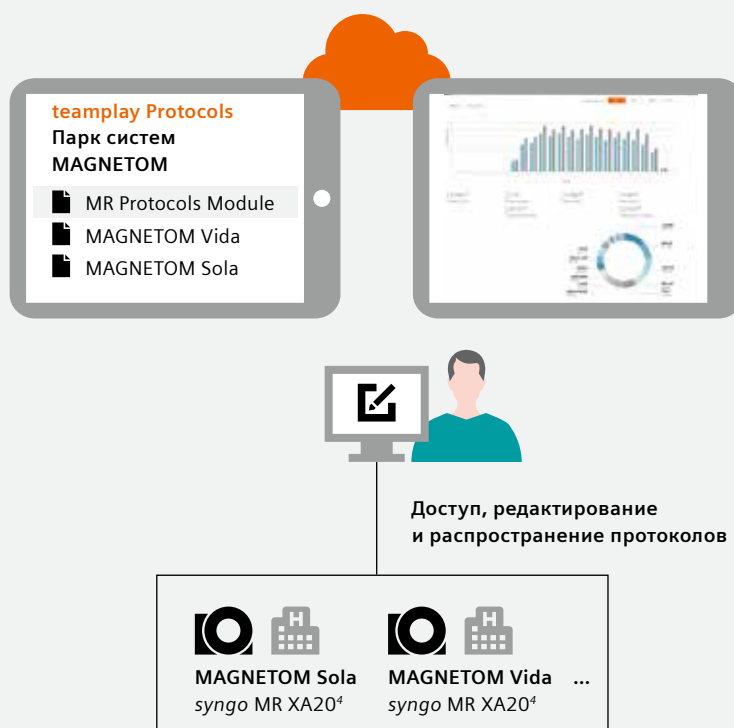 teamplay Protocols
Парк систем
MAGNETOM
MR Protocols Module
MAGNETOM Vida
MAGNETOM Sola
Доступ, редактирование
и распространение протоколов
H H
MAGNETOM Sola MAGNETOM Vida ...
syngo MR XA20⁴ syngo MR XA20⁴